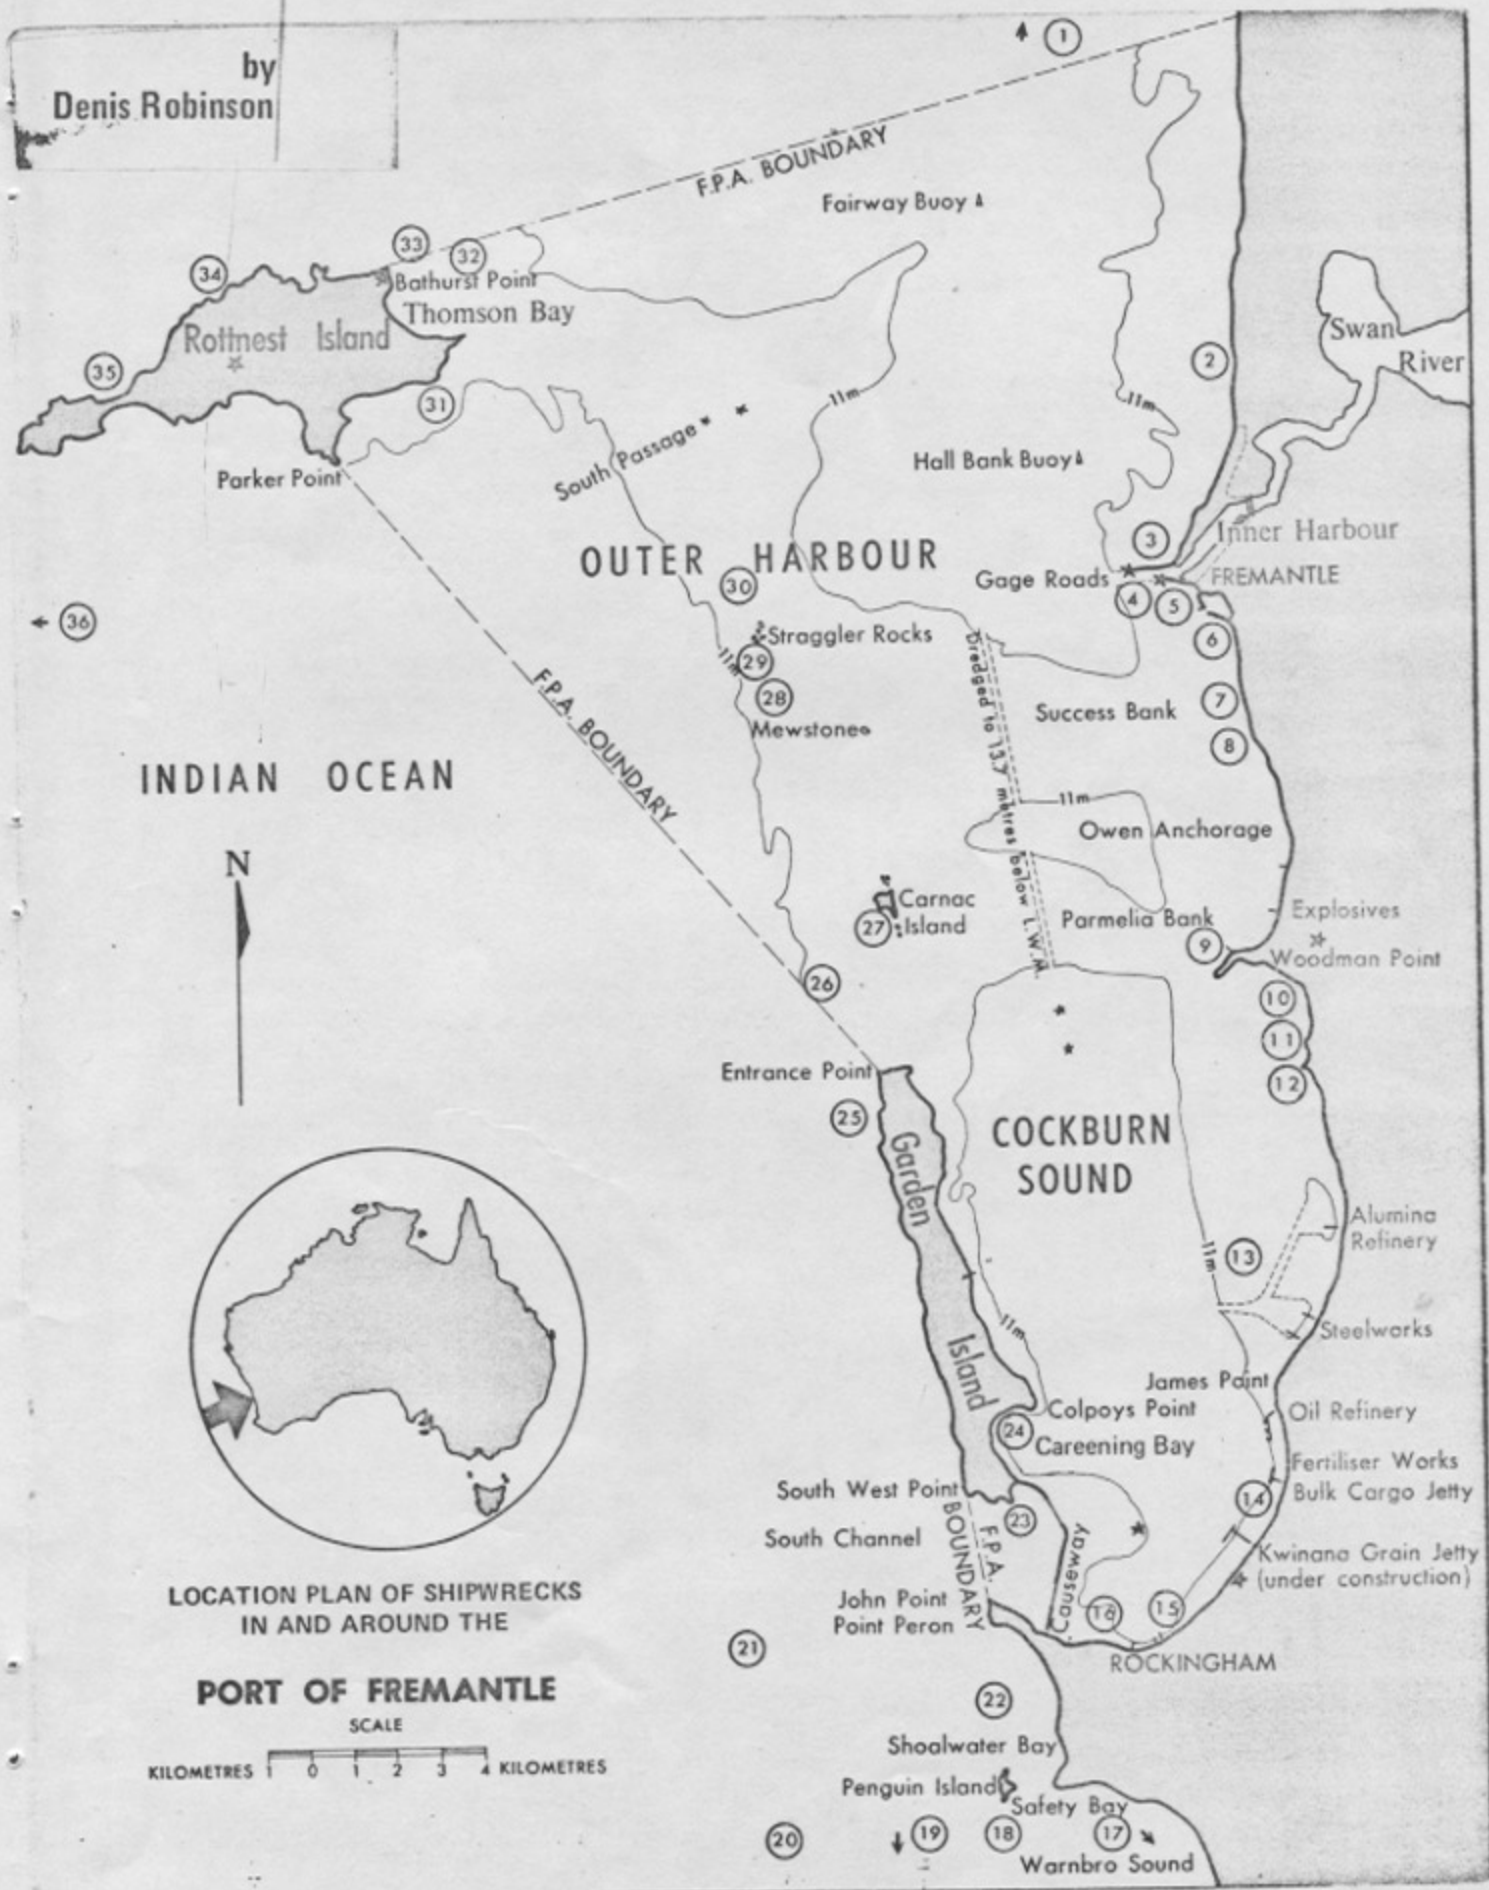 by
Denis Robinson
1
F.P.A. BOUNDARY
Fairway Buoy
33
32
34
Bathurst Point
Thomson Bay
Rottnest Island
Swan
River
2
35
31
11m
11m
South Passage
Hall Bank Buoy
Parker Point
Inner Harbour
3
OUTER HARBOUR
Gage Roads
FREMANTLE
30
4
5
36
Straggler Rocks
6
29
11m
28
Dredged to 13.7 metres below L.W.M.
F.P.A. BOUNDARY
Success Bank
7
Mewstone
8
INDIAN OCEAN
11m
Owen Anchorage
N
Carnac
Island
27
Parmelia Bank
Explosives
9
Woodman Point
26
10
11
Entrance Point
12
25
COCKBURN
SOUND
Garden
Island
Alumina
Refinery
11m
13
11m
Steelwarks
James Point
Colpoys Point
Oil Refinery
24
Careening Bay
Fertiliser Works
South West Point
14
Bulk Cargo Jetty
23
South Channel
F.P.A.
BOUNDARY
Causeway
Kwinana Grain Jetty
(under construction)
John Point
Point Peron
16
15
21
ROCKINGHAM
22
Shoalwater Bay
Penguin Island
Safety Bay
20
19
18
17
Warnbro Sound
LOCATION PLAN OF SHIPWRECKS
IN AND AROUND THE
PORT OF FREMANTLE
SCALE
KILOMETRES 1 0 1 2 3 4 KILOMETRES